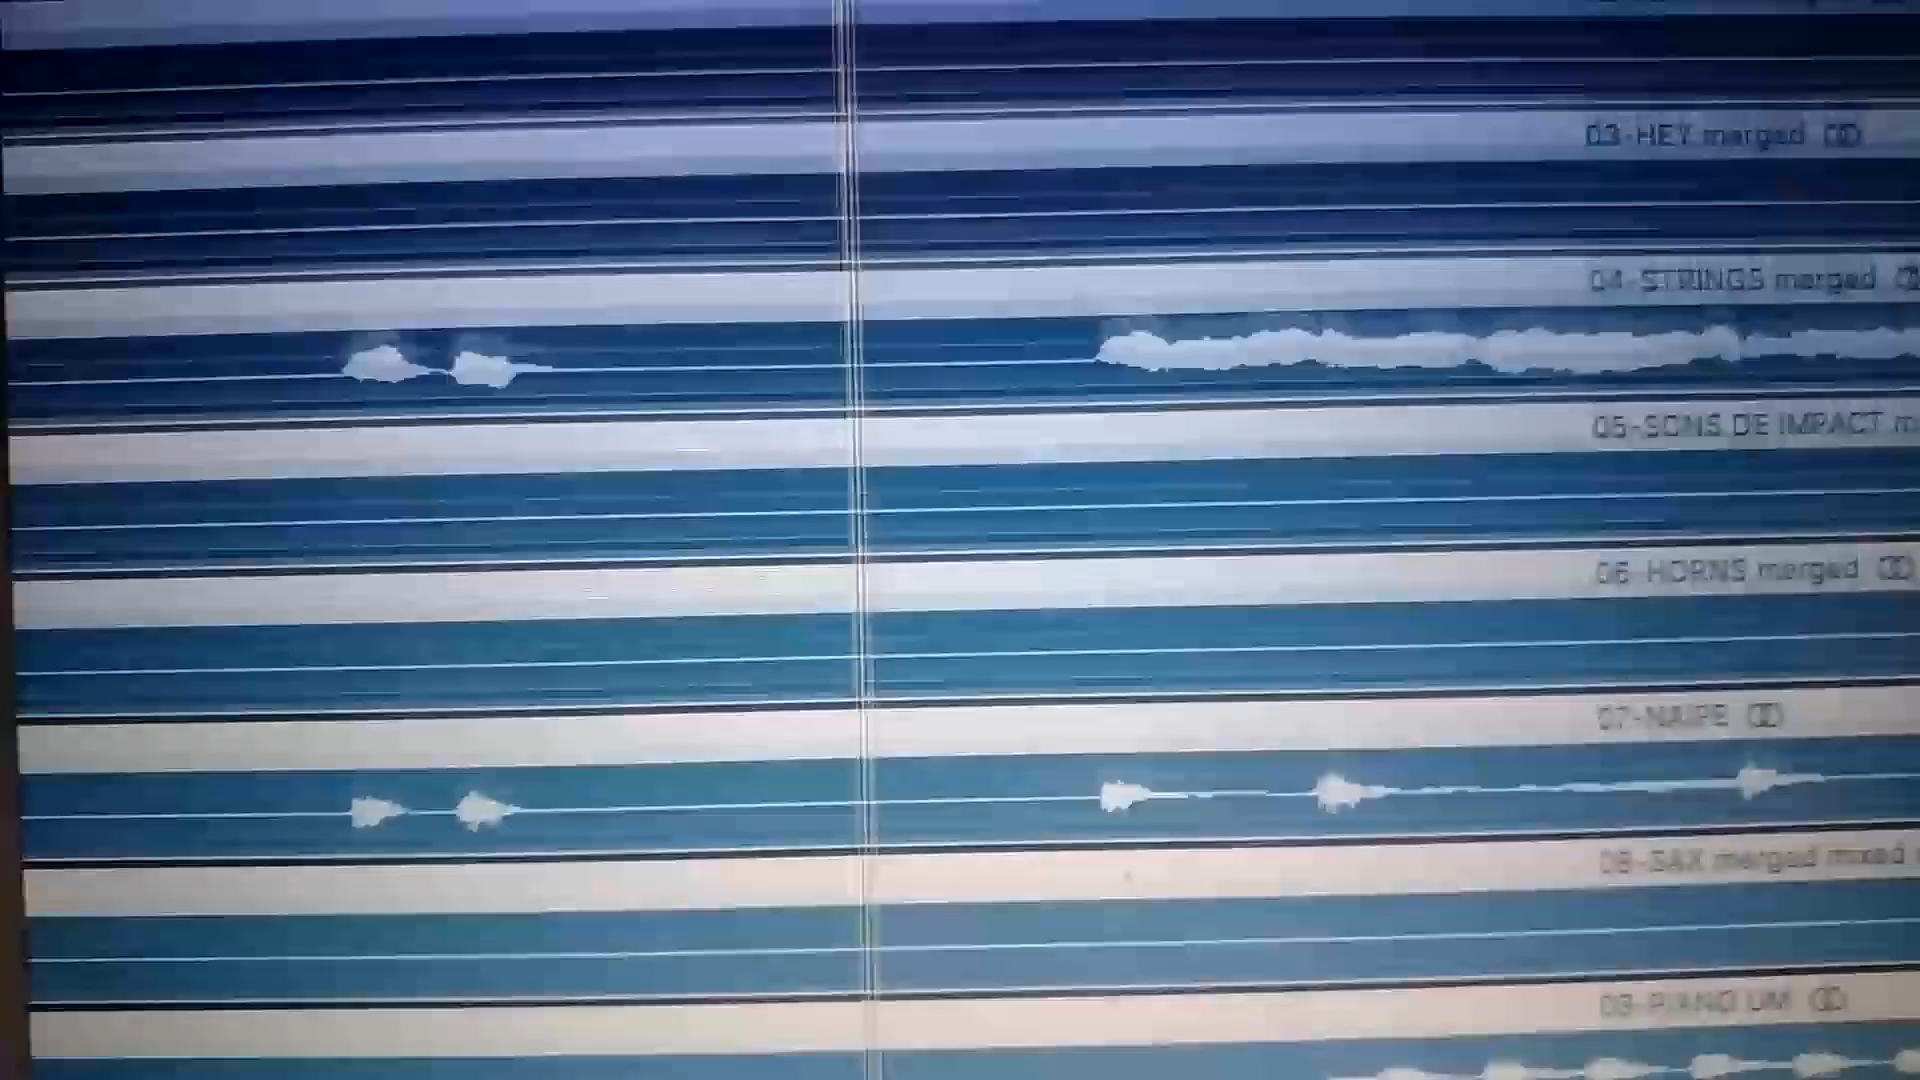 03-HEY merged
04-STRINGS merged
05-SONS DE IMPACT
06-HORNS merged
07-NAIPE
08-SAX merged mixed
09-PIANO UM